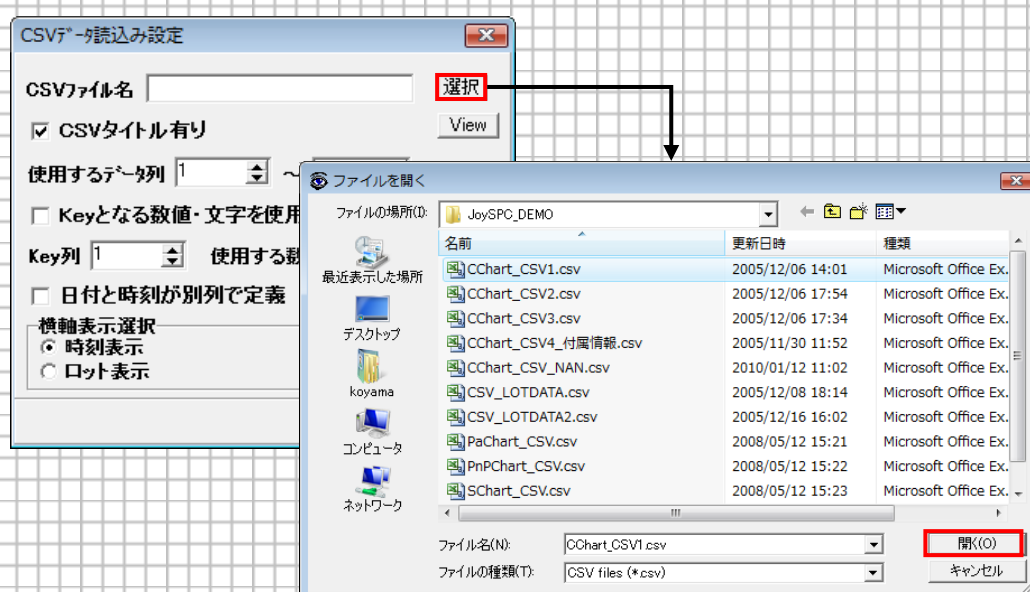 CSVﾃﾞｰﾀ読込み設定
CSVﾌｧｲﾙ名
選択
CSVタイトル有り
View
使用するﾃﾞｰﾀ列 1 ～
Keyとなる数値・文字を使用
Key列 1 使用する数
日付と時刻が別列で定義
横軸表示選択
時刻表示
ロット表示
ファイルを開く
ファイルの場所(I): JoySPC_DEMO
名前 更新日時 種類
CChart_CSV1.csv 2005/12/06 14:01 Microsoft Office Ex.
CChart_CSV2.csv 2005/12/06 17:54 Microsoft Office Ex.
CChart_CSV3.csv 2005/12/06 17:34 Microsoft Office Ex.
CChart_CSV4_付属情報.csv 2005/11/30 11:52 Microsoft Office Ex.
CChart_CSV_NAN.csv 2010/01/12 11:02 Microsoft Office Ex.
CSV_LOTDATA.csv 2005/12/08 18:14 Microsoft Office Ex.
CSV_LOTDATA2.csv 2005/12/16 16:02 Microsoft Office Ex.
PaChart_CSV.csv 2008/05/12 15:21 Microsoft Office Ex.
PnPChart_CSV.csv 2008/05/12 15:22 Microsoft Office Ex.
SChart_CSV.csv 2008/05/12 15:23 Microsoft Office Ex.
最近表示した場所
デスクトップ
koyama
コンピュータ
ネットワーク
ファイル名(N): CChart_CSV1.csv 開く(O)
ファイルの種類(T): CSV files (*.csv) キャンセル